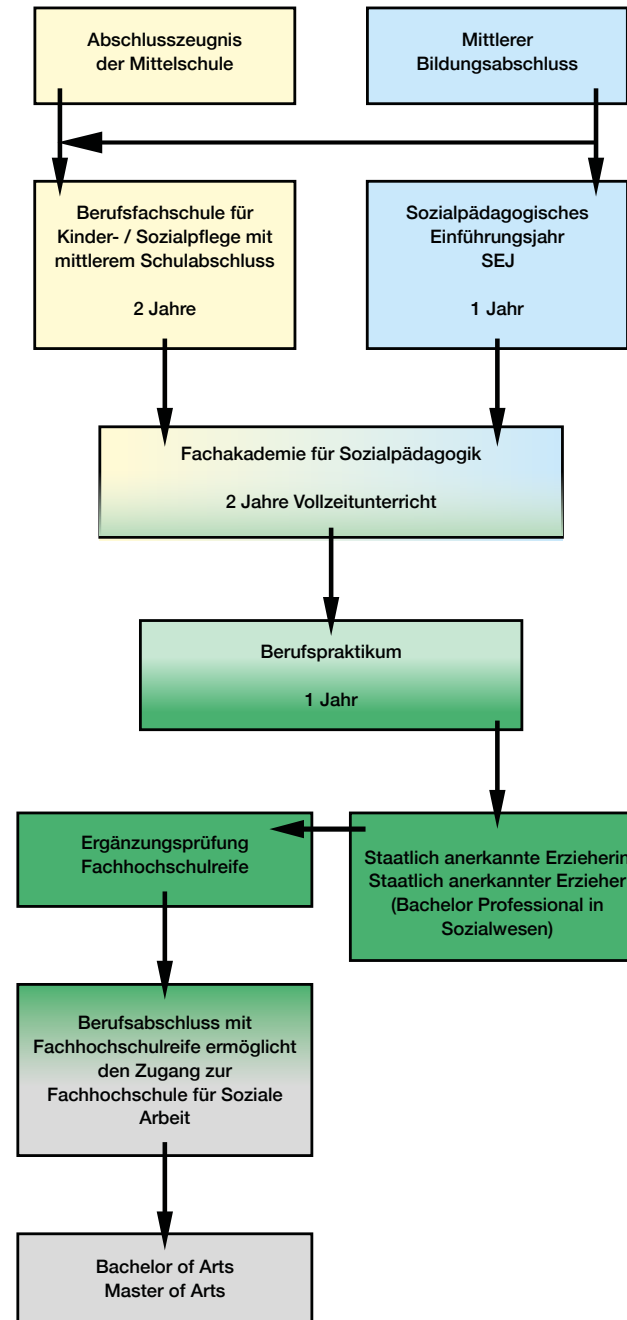 Abschlusszeugnis
der Mittelschule
Mittlerer
Bildungsabschluss
Berufsfachschule für
Kinder- / Sozialpflege mit
mittlerem Schulabschluss
2 Jahre
Sozialpädagogisches
Einführungsjahr
SEJ
1 Jahr
Fachakademie für Sozialpädagogik
2 Jahre Vollzeitunterricht
Berufspraktikum
1 Jahr
Ergänzungsprüfung
Fachhochschulreife
Staatlich anerkannte Erzieherin
Staatlich anerkannter Erzieher
(Bachelor Professional in
Sozialwesen)
Berufsabschluss mit
Fachhochschulreife ermöglicht
den Zugang zur
Fachhochschule für Soziale
Arbeit
Bachelor of Arts
Master of Arts